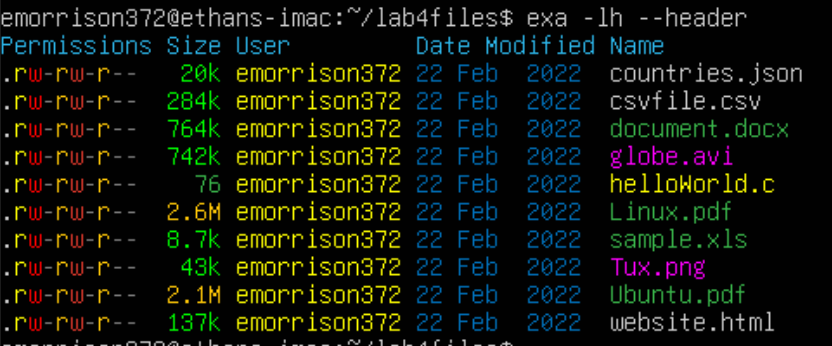 emorrison372@ethans-imac:~/lab4files$ exa -lh --header
Permissions Size User Date Modified Name
.rw-rw-r-- 20k emorrison372 22 Feb 2022 countries.json
.rw-rw-r-- 284k emorrison372 22 Feb 2022 csvfile.csv
.rw-rw-r-- 764k emorrison372 22 Feb 2022 document.docx
.rw-rw-r-- 742k emorrison372 22 Feb 2022 globe.avi
.rw-rw-r-- 76 emorrison372 22 Feb 2022 helloWorld.c
.rw-rw-r-- 2.6M emorrison372 22 Feb 2022 Linux.pdf
.rw-rw-r-- 8.7k emorrison372 22 Feb 2022 sample.xls
.rw-rw-r-- 43k emorrison372 22 Feb 2022 Tux.png
.rw-rw-r-- 2.1M emorrison372 22 Feb 2022 Ubuntu.pdf
.rw-rw-r-- 137k emorrison372 22 Feb 2022 website.html
emorrison372@ethans-imac:~/lab4files$